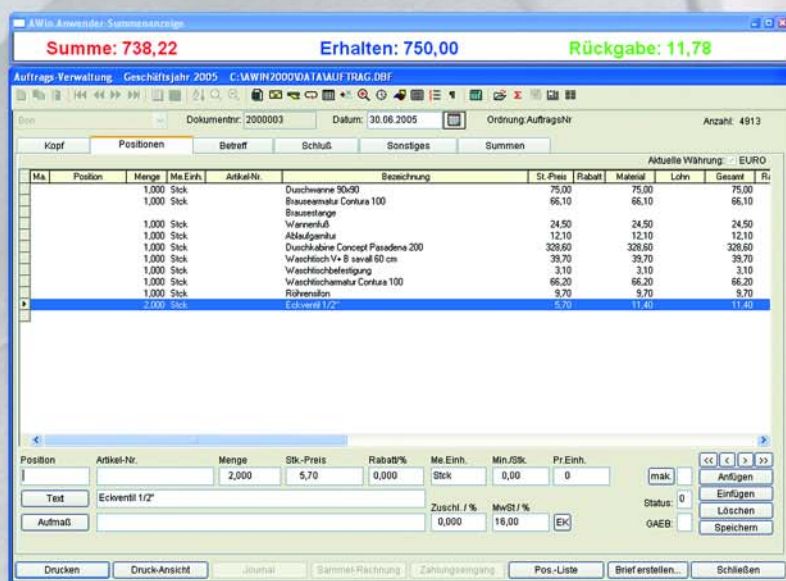 AWin Anwender-Summenanzeige
Summe: 738,22 Erhalten: 750,00 Rückgabe: 11,78
Auftrags-Verwaltung Geschäftsjahr 2005 C:\AWIN2000\DATA\AUFTRAG.DBF
Bon Dokumentnr: 2000003 Datum: 30.06.2005 Ordnung:AuftragsNr Anzahl: 4913
Kopf Positionen Betreff Schluß Sonstiges Summen
Aktuelle Währung: EURO
Ma. Position Menge Me.Einh. Artikel-Nr. Bezeichnung St.-Preis Rabatt Material Lohn Gesamt Ra
1,000 Stck Duschwanne 90x90 75,00 75,00 75,00
1,000 Stck Brausearmatur Contura 100 66,10 66,10 66,10
Brausestange
1,000 Stck Wannenfuß 24,50 24,50 24,50
1,000 Stck Ablaufgarnitur 12,10 12,10 12,10
1,000 Stck Duschkabine Concept Pasadena 200 328,60 328,60 328,60
1,000 Stck Waschtisch V+ B savall 60 cm 39,70 39,70 39,70
1,000 Stck Waschtischbefestigung 3,10 3,10 3,10
1,000 Stck Waschtischarmatur Contura 100 66,20 66,20 66,20
1,000 Stck Röhrensifon 9,70 9,70 9,70
2,000 Stck Eckventil 1/2" 5,70 11,40 11,40
Position Artikel-Nr. Menge Stk.-Preis Rabatt/% Me.Einh. Min./Stk. Pr.Einh. << < > >>
2,000 5,70 0,000 Stck 0,00 0 mak. Anfügen
Text Eckventil 1/2" Zuschl. / % MwSt / % Status: 0 Einfügen
Löschen
Aufmaß 0,000 16,00 EK GAEB: Speichern
Drucken Druck-Ansicht Journal Sammel-Rechnung Zahlungseingang Pos.-Liste Brief erstellen... Schließen